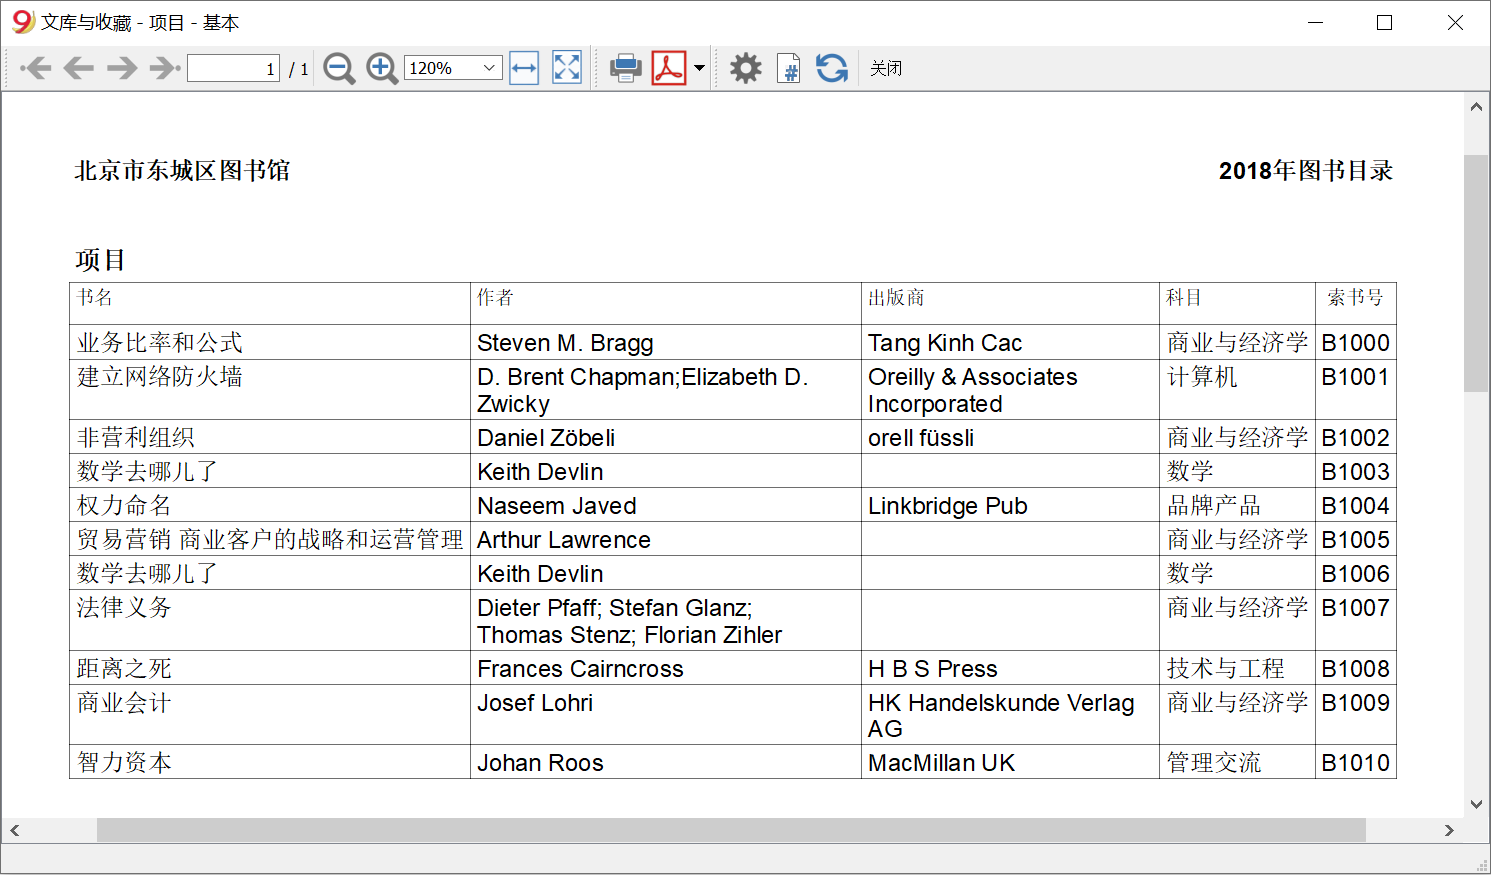 文库与收藏 - 项目 - 基本
1 / 1 120% 关闭
北京市东城区图书馆 2018年图书目录
项目
书名 作者 出版商 科目 索书号
业务比率和公式 Steven M. Bragg Tang Kinh Cac 商业与经济学 B1000
建立网络防火墙 D. Brent Chapman;Elizabeth D. Oreilly & Associates 计算机 B1001
Zwicky Incorporated
非营利组织 Daniel Zöbeli orell füssli 商业与经济学 B1002
数学去哪儿了 Keith Devlin 数学 B1003
权力命名 Naseem Javed Linkbridge Pub 品牌产品 B1004
贸易营销 商业客户的战略和运营管理 Arthur Lawrence 商业与经济学 B1005
数学去哪儿了 Keith Devlin 数学 B1006
法律义务 Dieter Pfaff; Stefan Glanz; 商业与经济学 B1007
Thomas Stenz; Florian Zihler
距离之死 Frances Cairncross H B S Press 技术与工程 B1008
商业会计 Josef Lohri HK Handelskunde Verlag 商业与经济学 B1009
AG
智力资本 Johan Roos MacMillan UK 管理交流 B1010